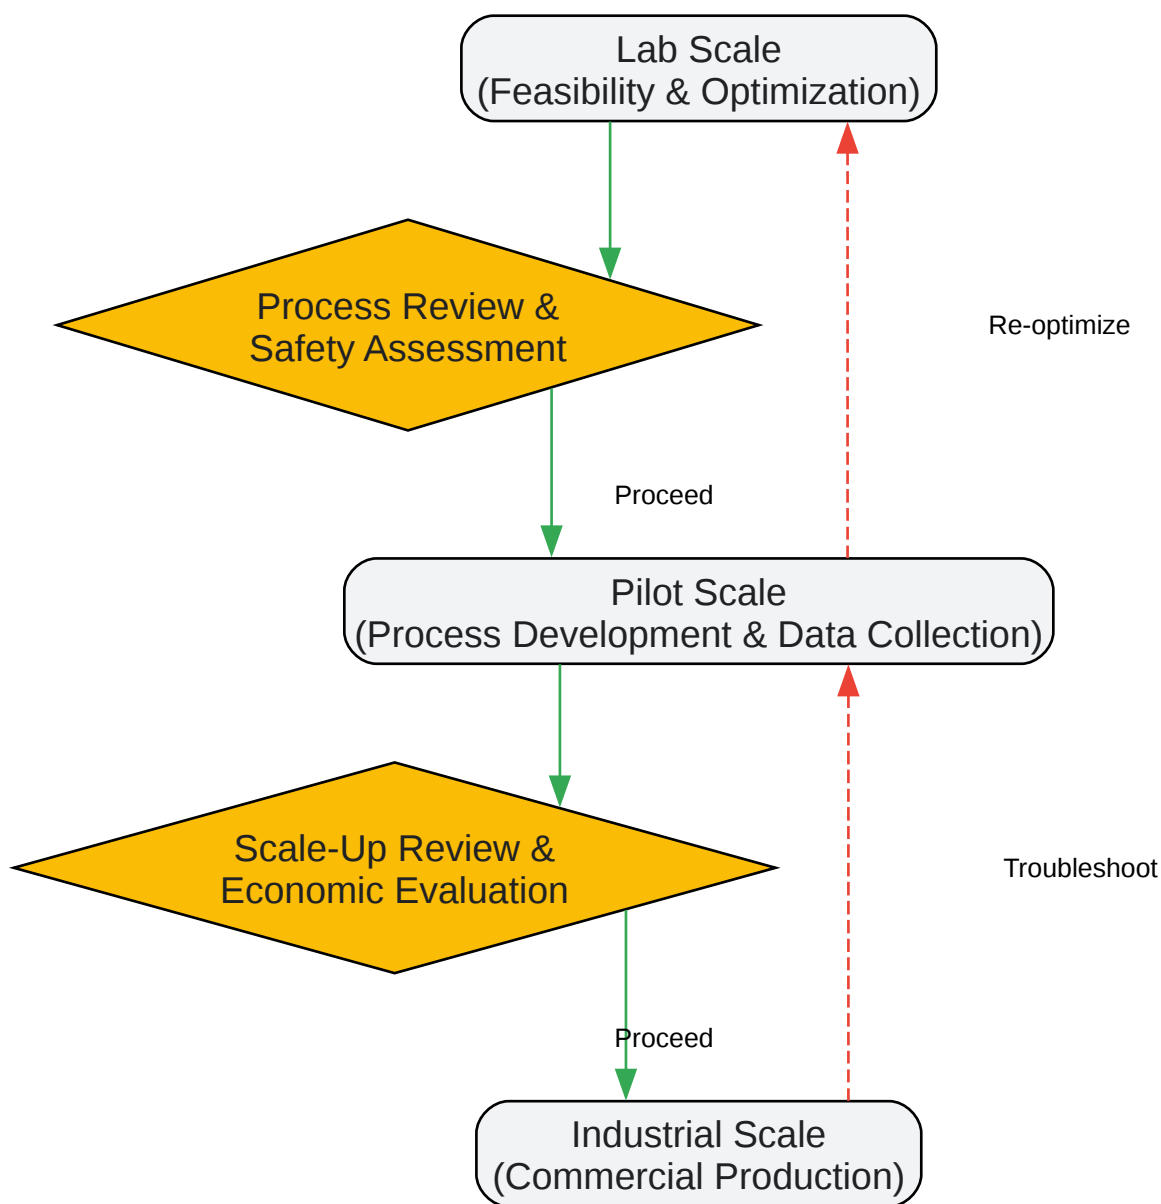 Lab Scale
(Feasibility & Optimization)
Process Review &
Safety Assessment
Re-optimize
Proceed
Pilot Scale
(Process Development & Data Collection)
Scale-Up Review &
Economic Evaluation
Troubleshoot
Proceed
Industrial Scale
(Commercial Production)